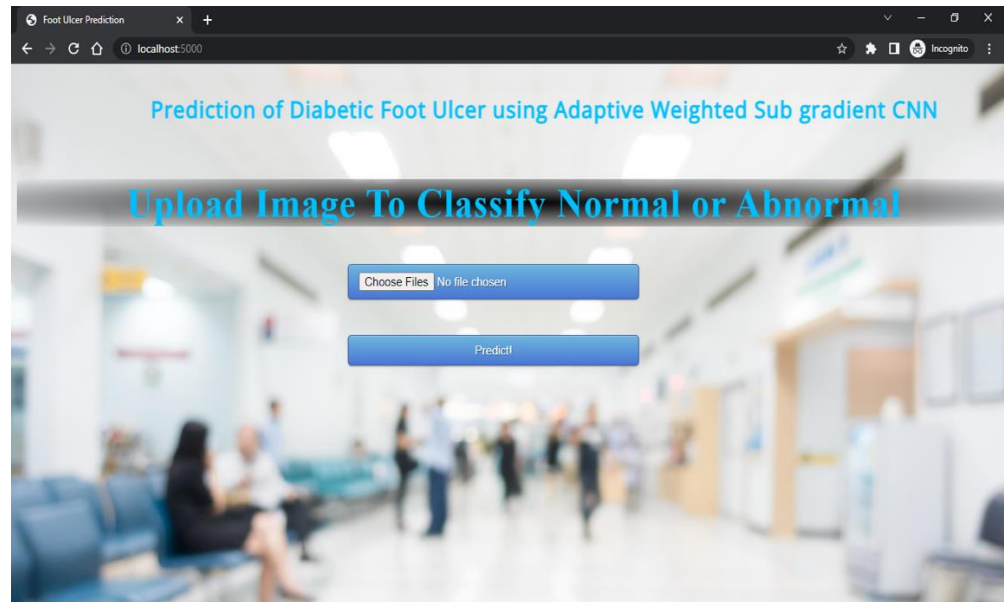 Foot Ulcer Prediction
localhost:5000
Incognito
Prediction of Diabetic Foot Ulcer using Adaptive Weighted Sub gradient CNN
Upload Image To Classify Normal or Abnormal
Choose Files No file chosen
Predict!